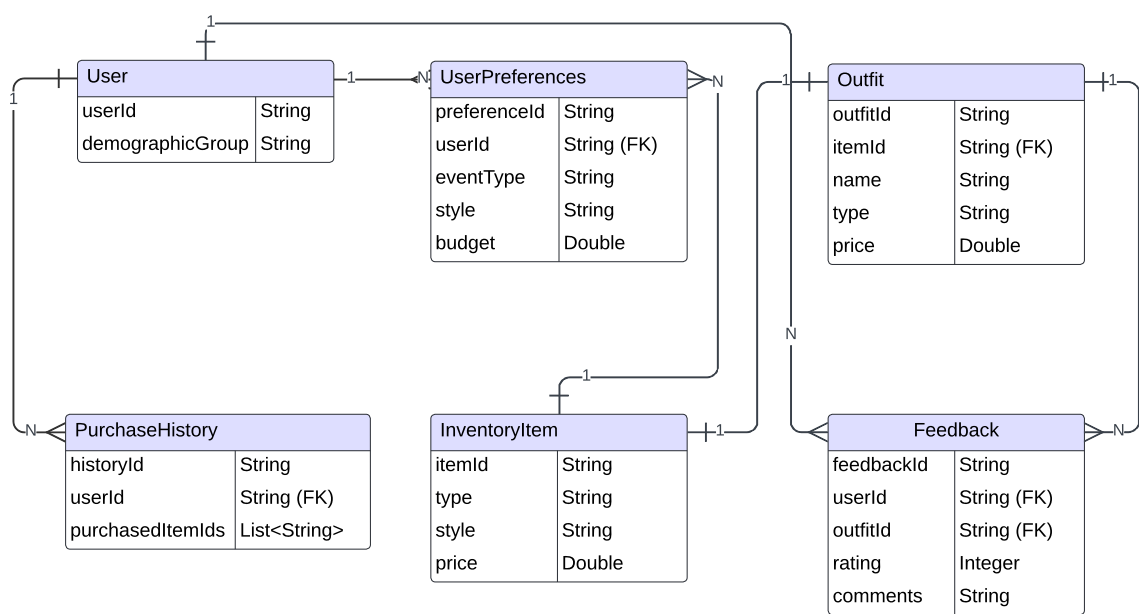 1
User
userId String
demographicGroup String
1
1
N
UserPreferences
preferenceId String
userId String (FK)
eventType String
style String
budget Double
N
1
Outfit
outfitId String
itemId String (FK)
name String
type String
price Double
1
N
1
N
PurchaseHistory
historyId String
userId String (FK)
purchasedItemIds List<String>
InventoryItem
itemId String
type String
style String
price Double
1
Feedback
feedbackId String
userId String (FK)
outfitId String (FK)
rating Integer
comments String
N